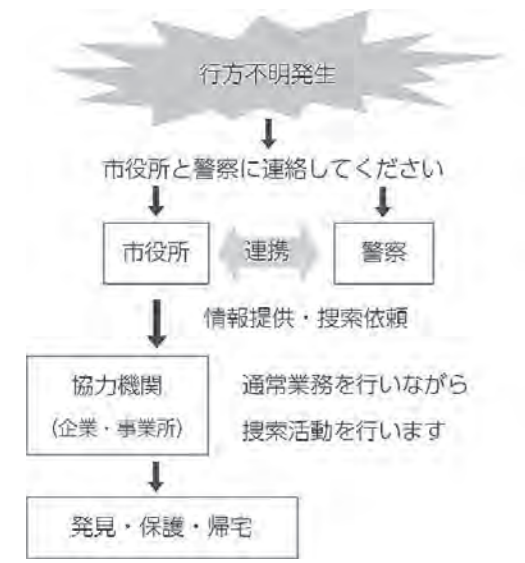 行方不明発生
市役所と警察に連絡してください
市役所
連携
警察
情報提供・捜索依頼
協力機関
(企業・事業所)
通常業務を行いながら
捜索活動を行います
発見・保護・帰宅